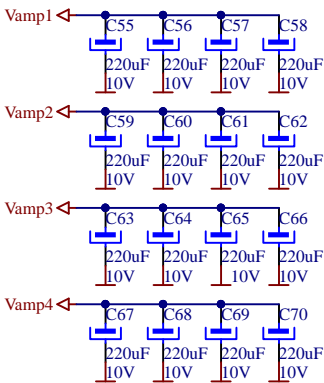 Vamp1 C55 C56 C57 C58
220uF 220uF 220uF 220uF
10V 10V 10V 10V
Vamp2 C59 C60 C61 C62
220uF 220uF 220uF 220uF
10V 10V 10V 10V
Vamp3 C63 C64 C65 C66
220uF 220uF 220uF 220uF
10V 10V 10V 10V
Vamp4 C67 C68 C69 C70
220uF 220uF 220uF 220uF
10V 10V 10V 10V